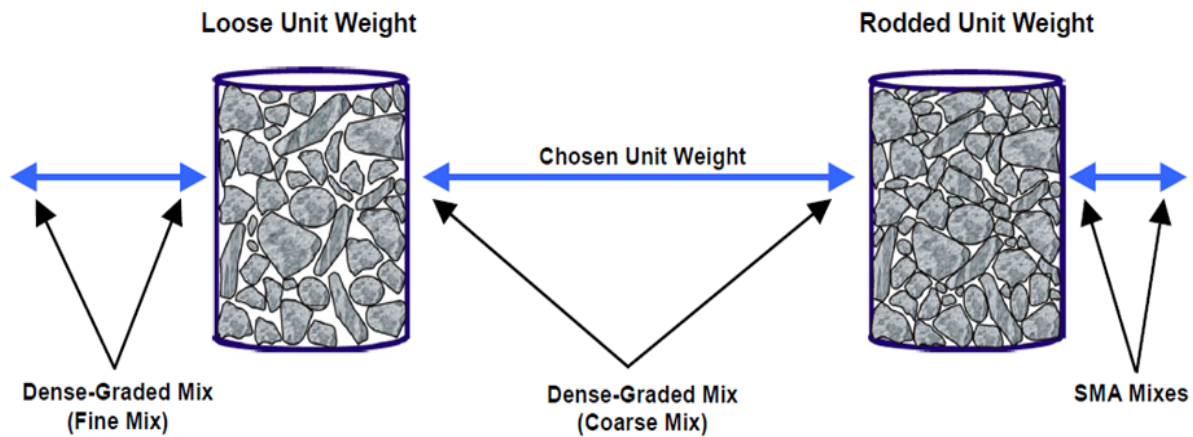 Loose Unit Weight
Rodded Unit Weight
Chosen Unit Weight
Dense-Graded Mix
(Fine Mix)
Dense-Graded Mix
(Coarse Mix)
SMA Mixes